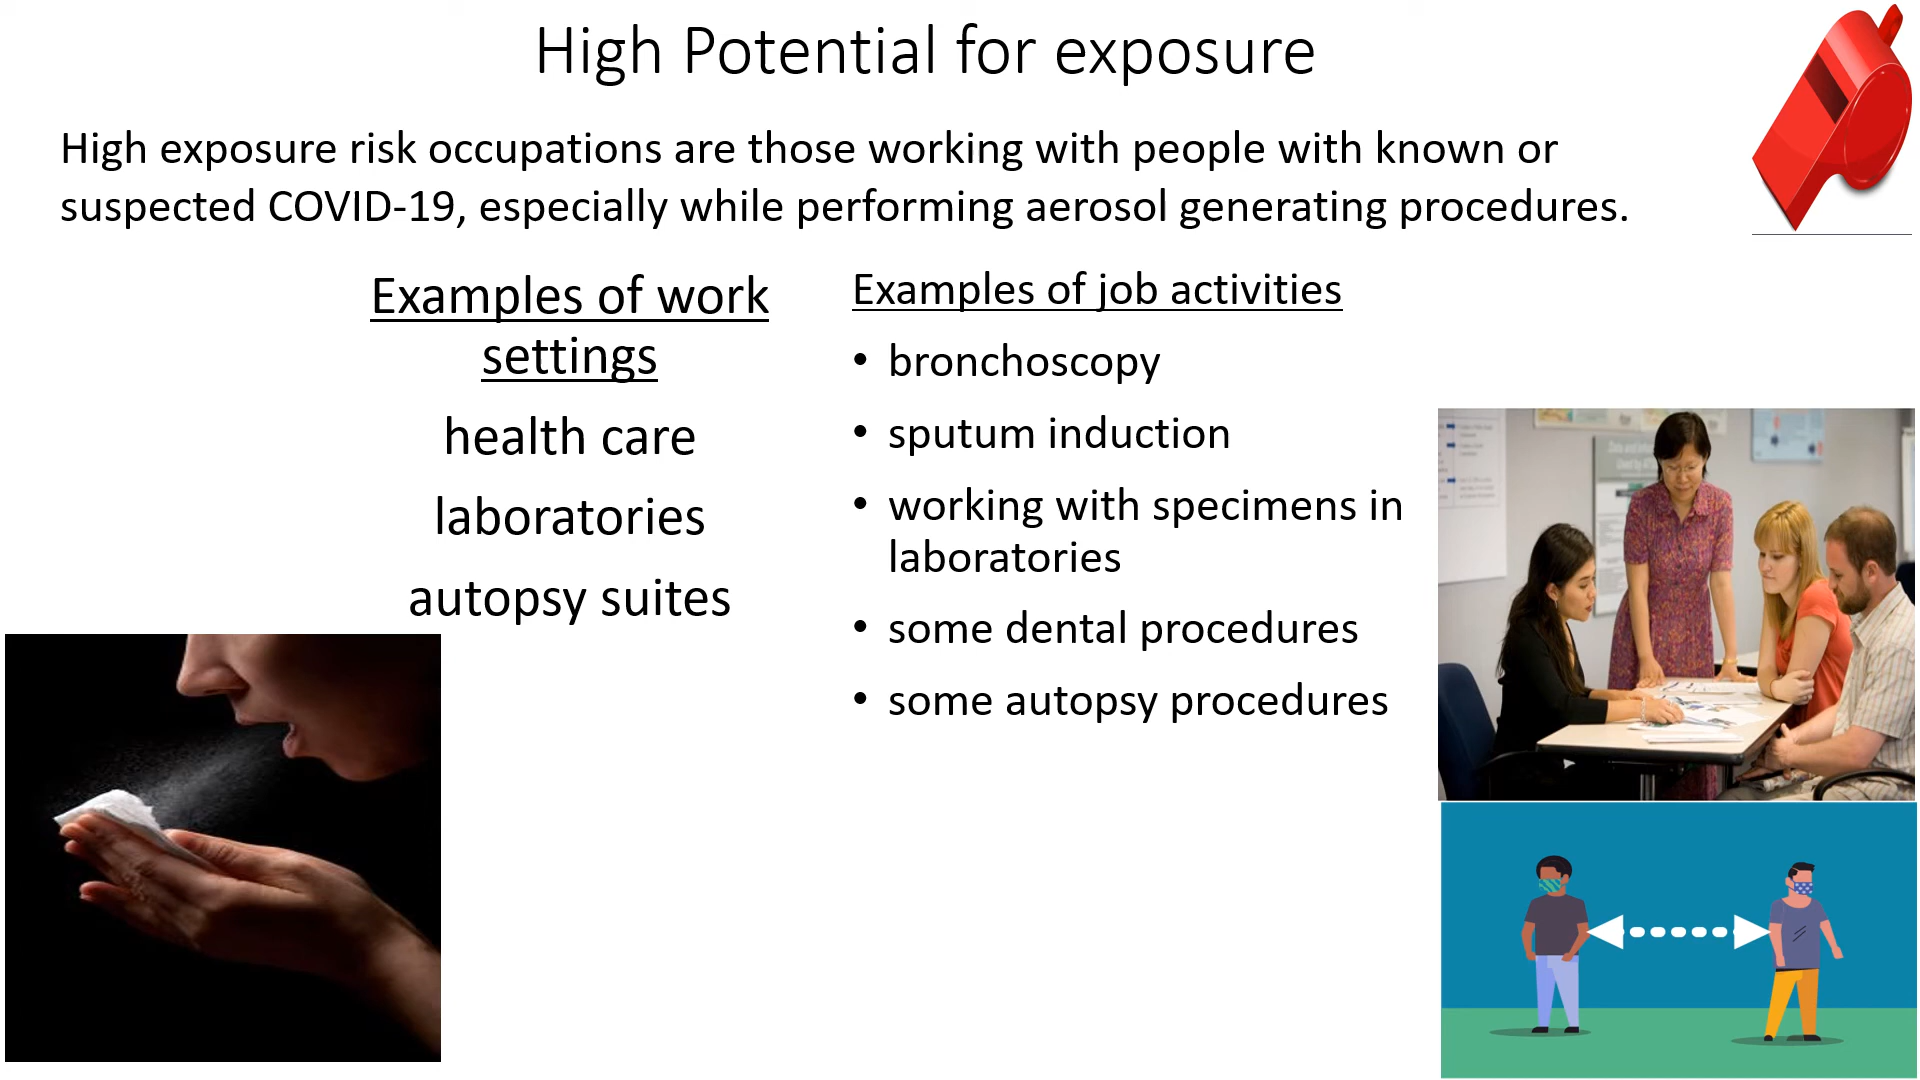 High Potential for exposure
High exposure risk occupations are those working with people with known or
suspected COVID-19, especially while performing aerosol generating procedures.
Examples of work
settings
health care
laboratories
autopsy suites
Examples of job activities
• bronchoscopy
• sputum induction
• working with specimens in
laboratories
• some dental procedures
• some autopsy procedures